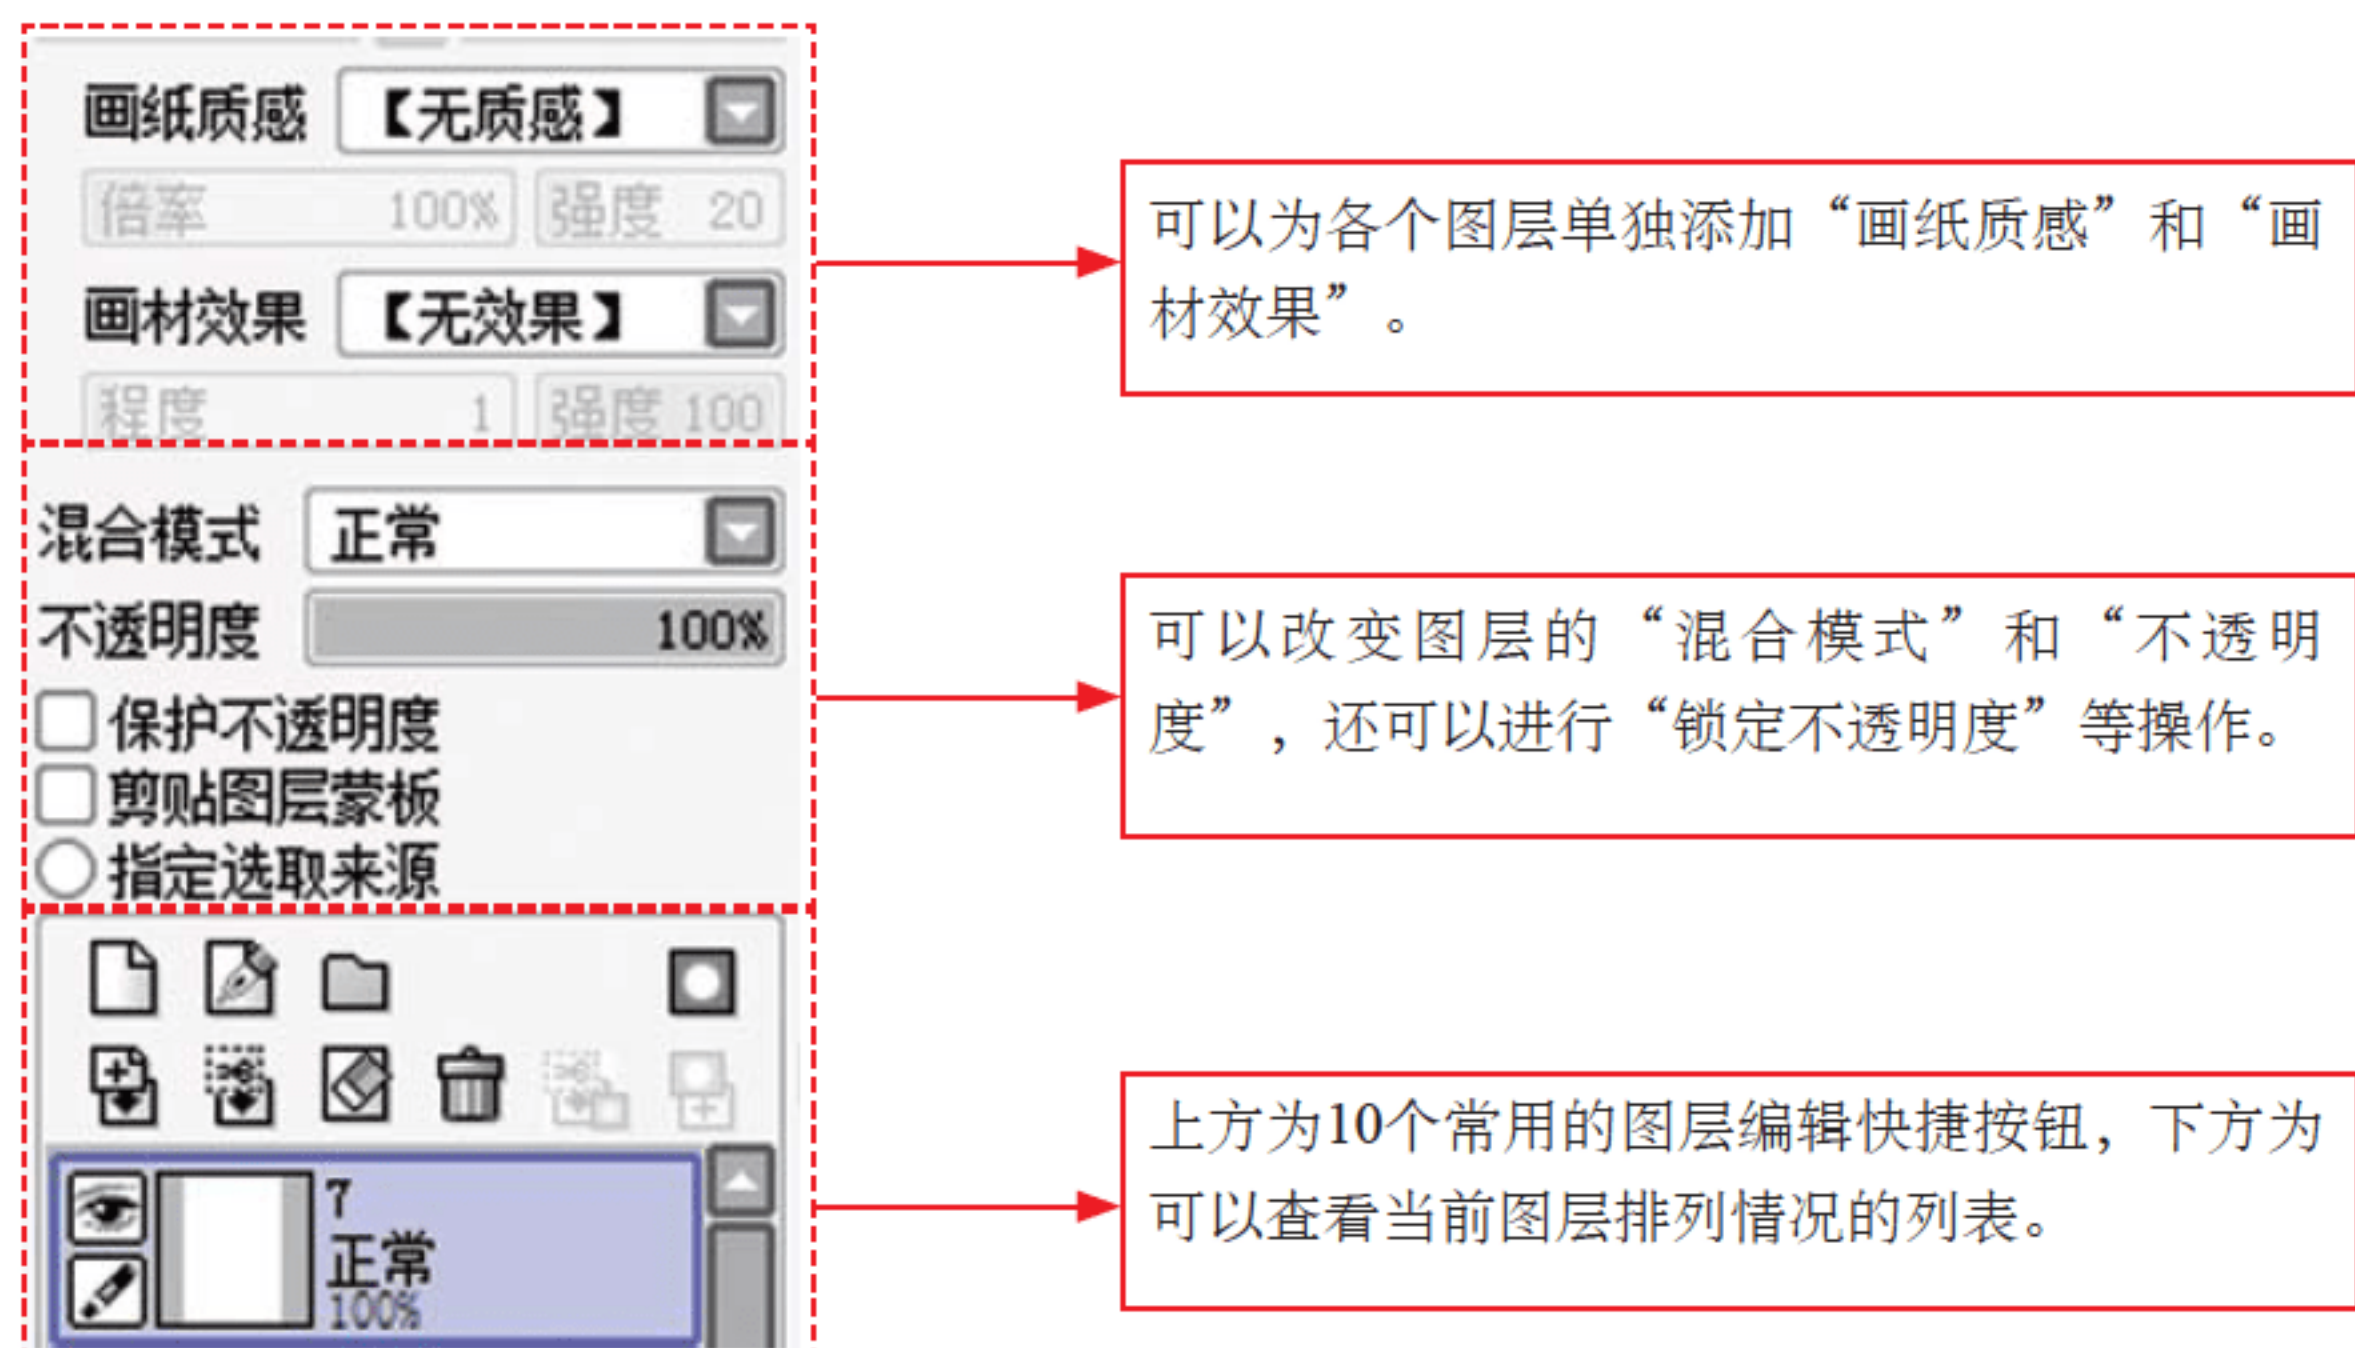 画纸质感 【无质感】
倍率 100% 强度 20
画材效果 【无效果】
程度 1 强度 100
可以为各个图层单独添加“画纸质感”和“画
材效果”。
混合模式 正常
不透明度 100%
保护不透明度
剪贴图层蒙板
指定选取来源
可以改变图层的“混合模式”和“不透明
度”，还可以进行“锁定不透明度”等操作。
7
正常
100%
上方为10个常用的图层编辑快捷按钮，下方为
可以查看当前图层排列情况的列表。